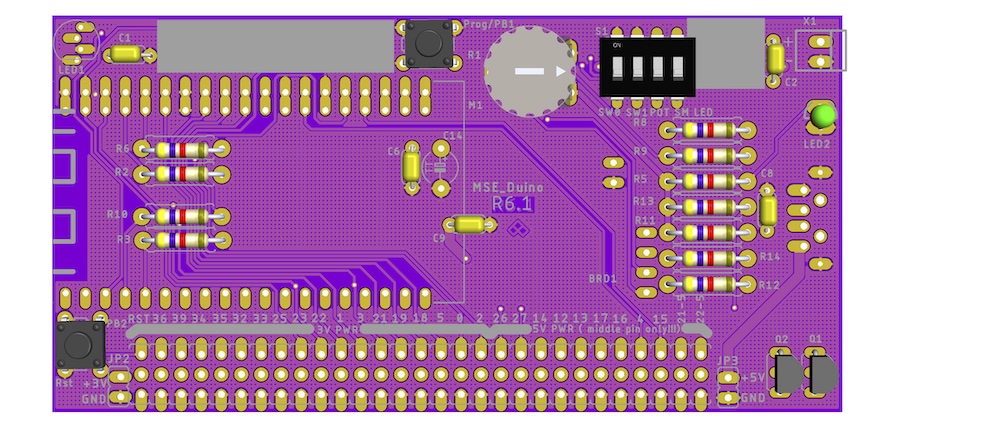 X1
Prog/PB1
S1
C1
R1
ON
+
-
LED1
C2
M1
SW0 SW1 POT SM LED
R8
C14
LED2
R6
C6
R9
R2
R5
C8
MSE_Duino
R6.1
R13
R10
R11
R3
C9
R14
BRD1
R12
RST 36 39 34 35 32 33 25 23 22 1 3 21 19 18 5 0 2 26 27 14 12 13 17 16 4 15
PB2
3V PWR
5V PWR ( middle pin only!!!)
Q2
Q1
JP2
JP3
Rst
+3V
+5V
GND
GND